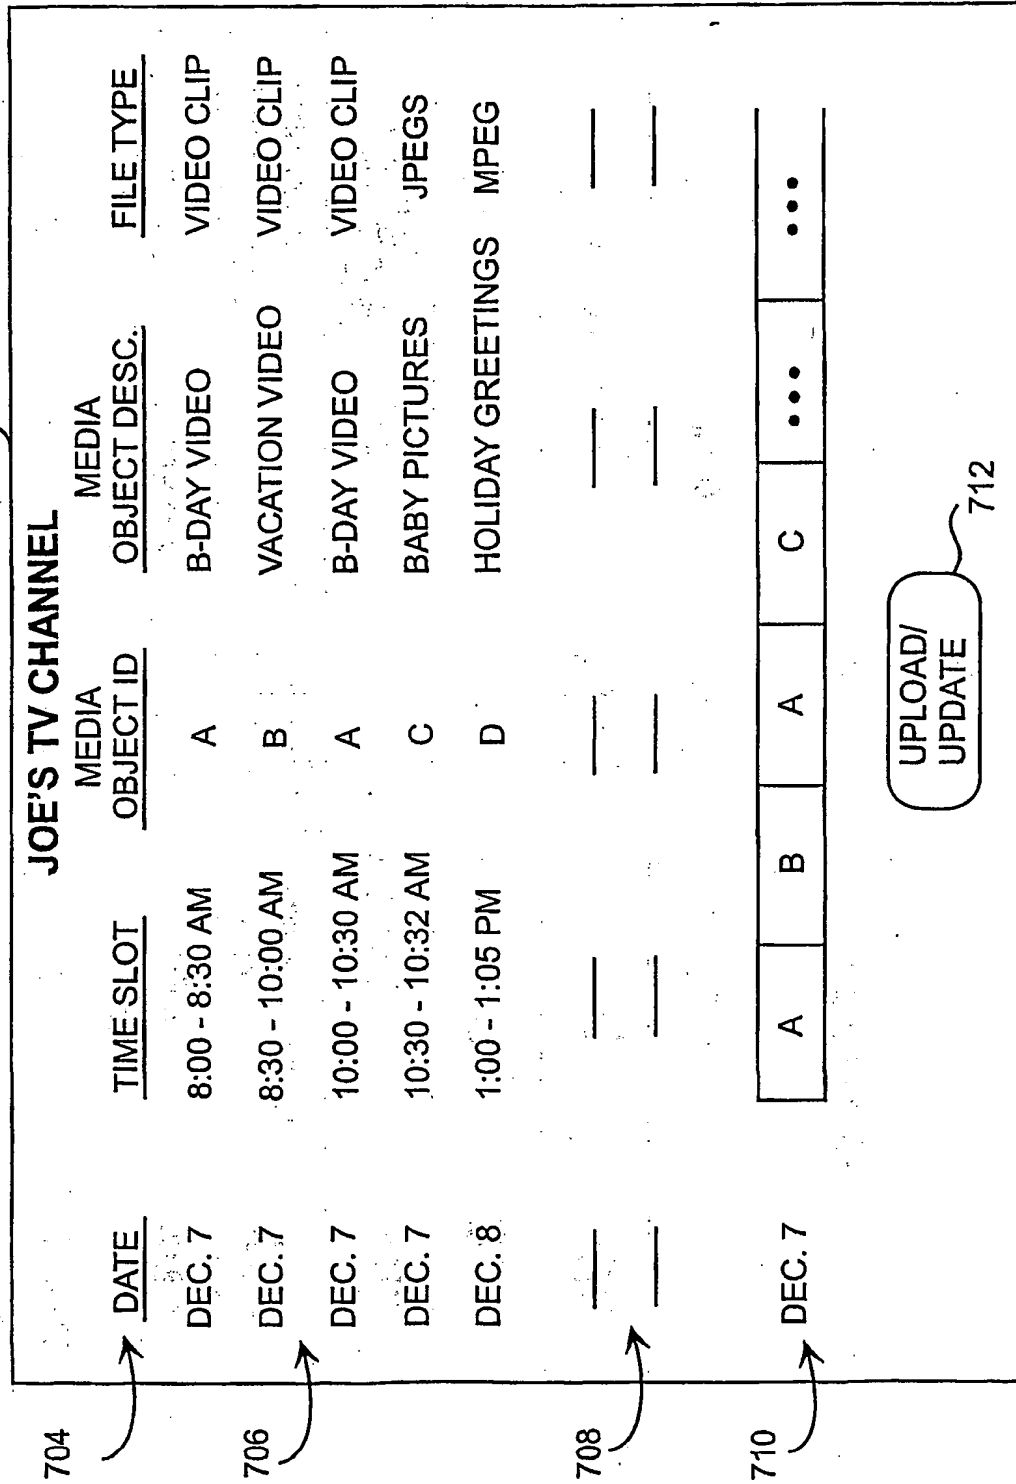 JOE'S TV CHANNEL
704 DATE TIME SLOT MEDIA OBJECT ID MEDIA OBJECT DESC. FILE TYPE
DEC. 7 8:00 - 8:30 AM A B-DAY VIDEO VIDEO CLIP
706 DEC. 7 8:30 - 10:00 AM B VACATION VIDEO VIDEO CLIP
DEC. 7 10:00 - 10:30 AM A B-DAY VIDEO VIDEO CLIP
DEC. 7 10:30 - 10:32 AM C BABY PICTURES JPEGS
DEC. 8 1:00 - 1:05 PM D HOLIDAY GREETINGS MPEG
708
710 DEC. 7 A B A C ... ...
UPLOAD/
UPDATE 712